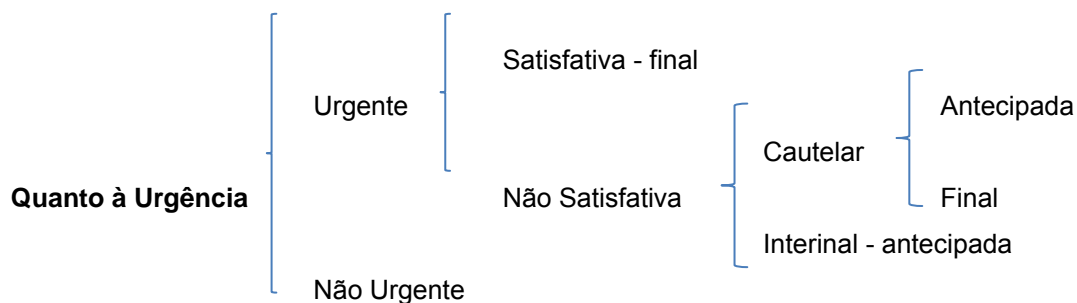 Quanto à Urgência
Urgente
Satisfativa - final
Não Satisfativa
Cautelar
Antecipada
Final
Interinal - antecipada
Não Urgente